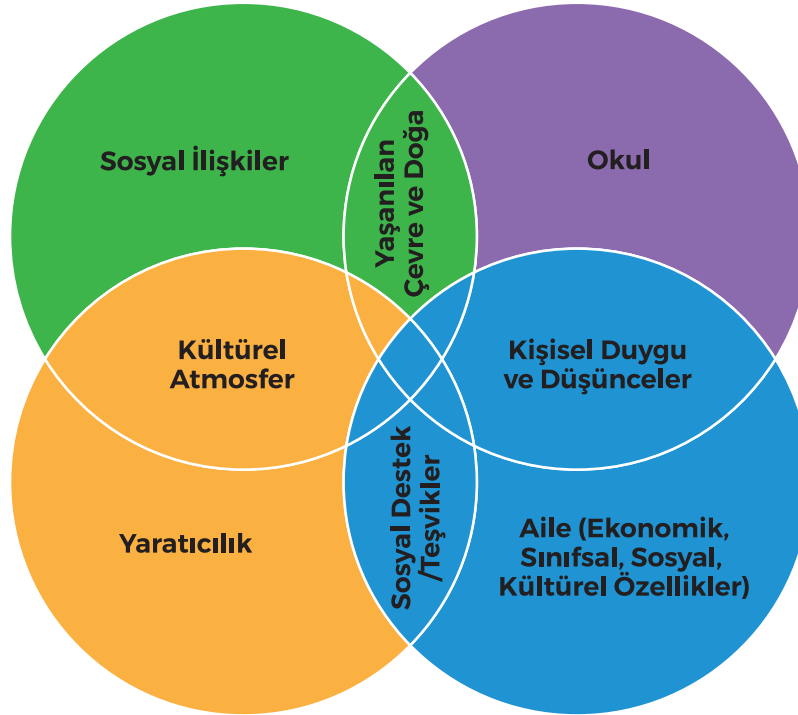 Sosyal İlişkiler
Yaşanılan
Çevre ve Doğa
Okul
Kültürel
Atmosfer
Kişisel Duygu
ve Düşünceler
Yaratıcılık
Sosyal Destek
/Teşvikler
Aile (Ekonomik,
Sınıfsal, Sosyal,
Kültürel Özellikler)